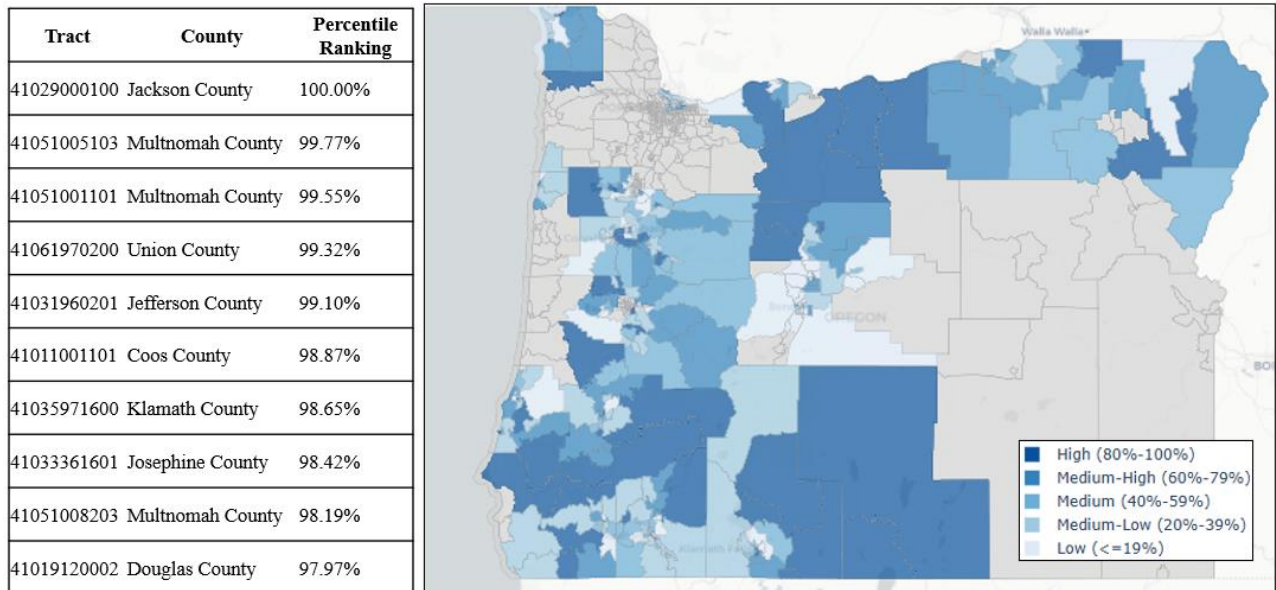 Tract County Percentile Ranking
41029000100 Jackson County 100.00%
41051005103 Multnomah County 99.77%
41051001101 Multnomah County 99.55%
41061970200 Union County 99.32%
41031960201 Jefferson County 99.10%
41011001101 Coos County 98.87%
41035971600 Klamath County 98.65%
41033361601 Josephine County 98.42%
41051008203 Multnomah County 98.19%
41019120002 Douglas County 97.97%
Walla Walla
OREGON
BOI
Klamath Falls
High (80%-100%)
Medium-High (60%-79%)
Medium (40%-59%)
Medium-Low (20%-39%)
Low (<=19%)